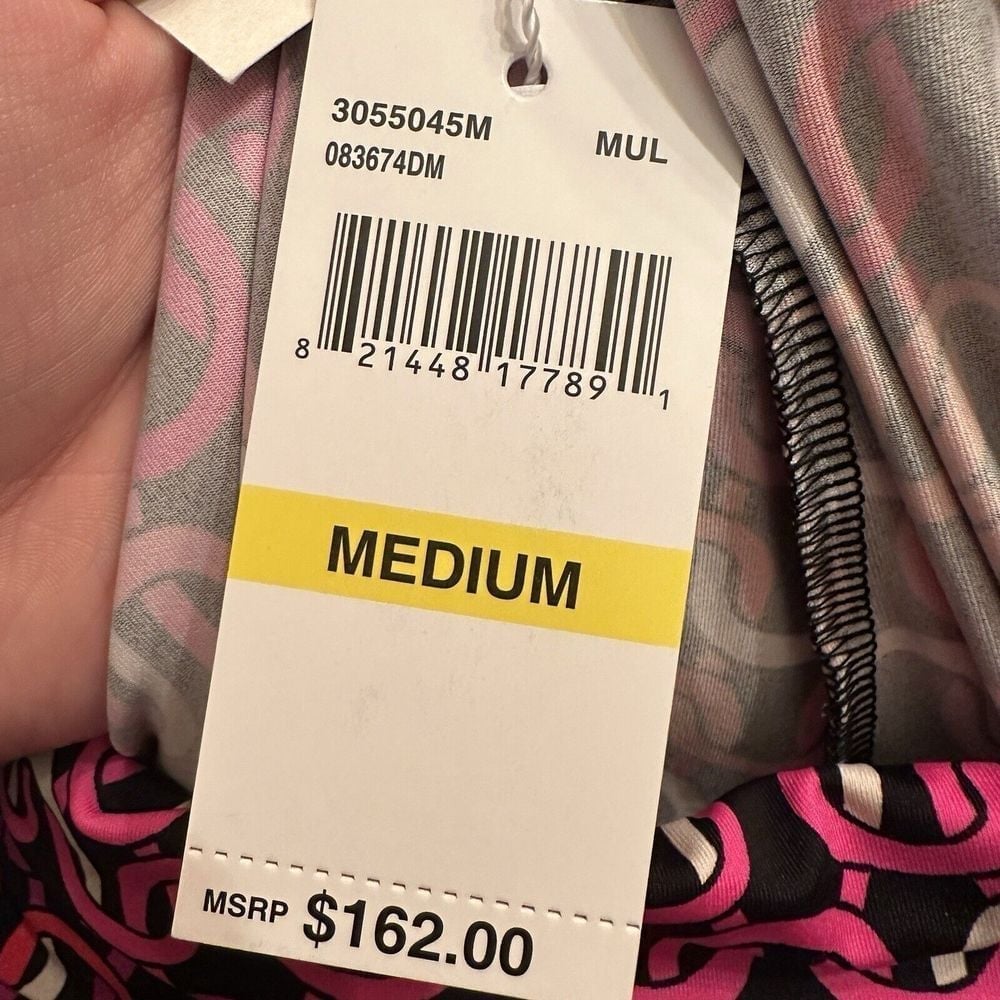 3055045M MUL
083674DM
8 21448 17789 1
MEDIUM
MSRP $162.00